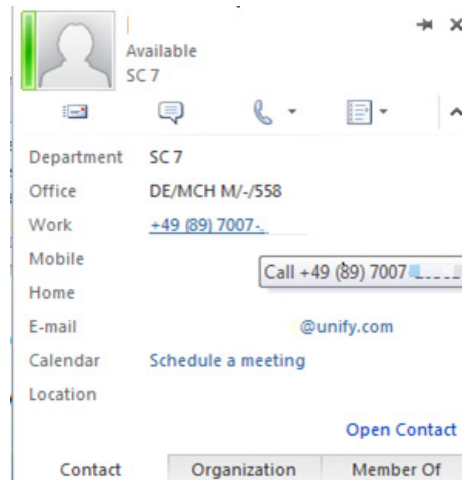 Available
SC 7
Department SC 7
Office DE/MCH M/-/558
Work +49 (89) 7007-
Mobile
Call +49 (89) 7007-
Home
E-mail @unify.com
Calendar Schedule a meeting
Location
Open Contact
Contact Organization Member Of